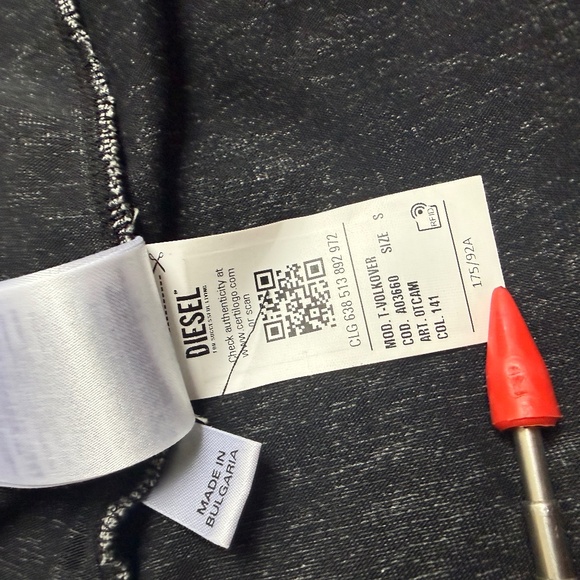 DIESEL
FOR SUCCESSFUL LIVING
Check authenticity at
www.certilogo.com
or scan
CLG 638 513 892 972
MOD. T-VOLKOVER
COD. A03660 SIZE S
ART. 0TCAM
COL. 141
RFID
175/92A
MADE IN
BULGARIA